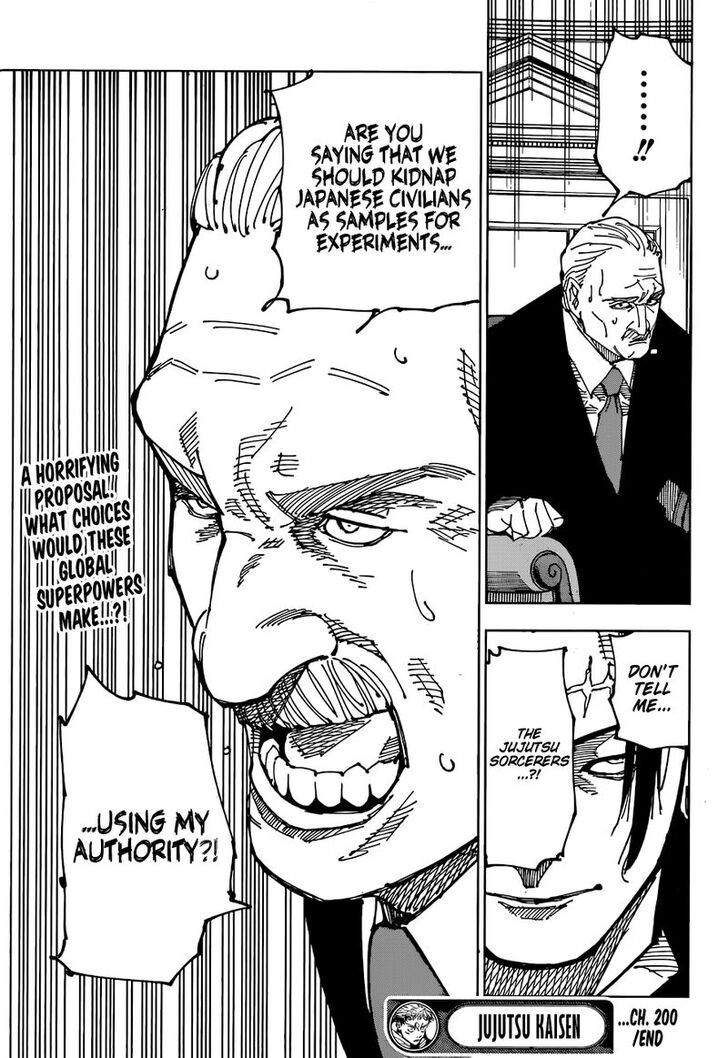 ......!!
DON'T
TELL
ME...
THE
JUJUTSU
SORCERERS
...?!
ARE YOU
SAYING THAT WE
SHOULD KIDNAP
JAPANESE CIVILIANS
AS SAMPLES FOR
EXPERIMENTS...
...USING MY
AUTHORITY?!
A HORRIFYING
PROPOSAL!!
WHAT CHOICES
WOULD THESE
GLOBAL
SUPERPOWERS
MAKE...?!
JUJUTSU KAISEN
...CH. 200
/END